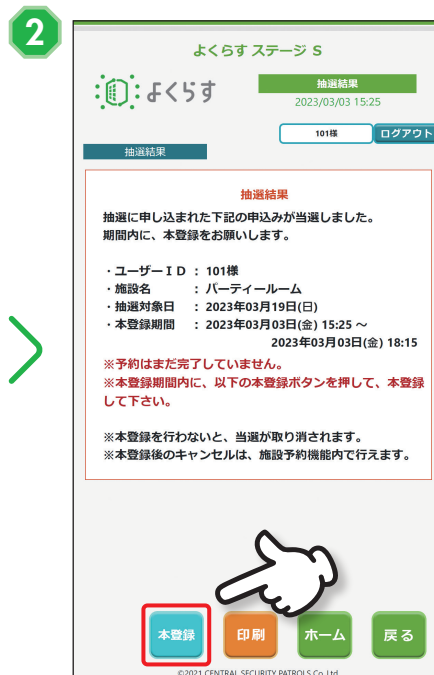 2
よくらす ステージ S
よくらす
抽選結果
2023/03/03 15:25
101様
ログアウト
抽選結果
抽選結果
抽選に申し込まれた下記の申込みが当選しました。
期間内に、本登録をお願いします。
・ユーザーＩＤ ： 101様
・施設名 ： パーティールーム
・抽選対象日 ： 2023年03月19日(日)
・本登録期間 ： 2023年03月03日(金) 15:25 ～
2023年03月03日(金) 18:15
※予約はまだ完了していません。
※本登録期間内に、以下の本登録ボタンを押して、本登録
して下さい。
※本登録を行わないと、当選が取り消されます。
※本登録後のキャンセルは、施設予約機能内で行えます。
本登録
印刷
ホーム
戻る
©2021 CENTRAL SECURITY PATROLS Co.,Ltd.